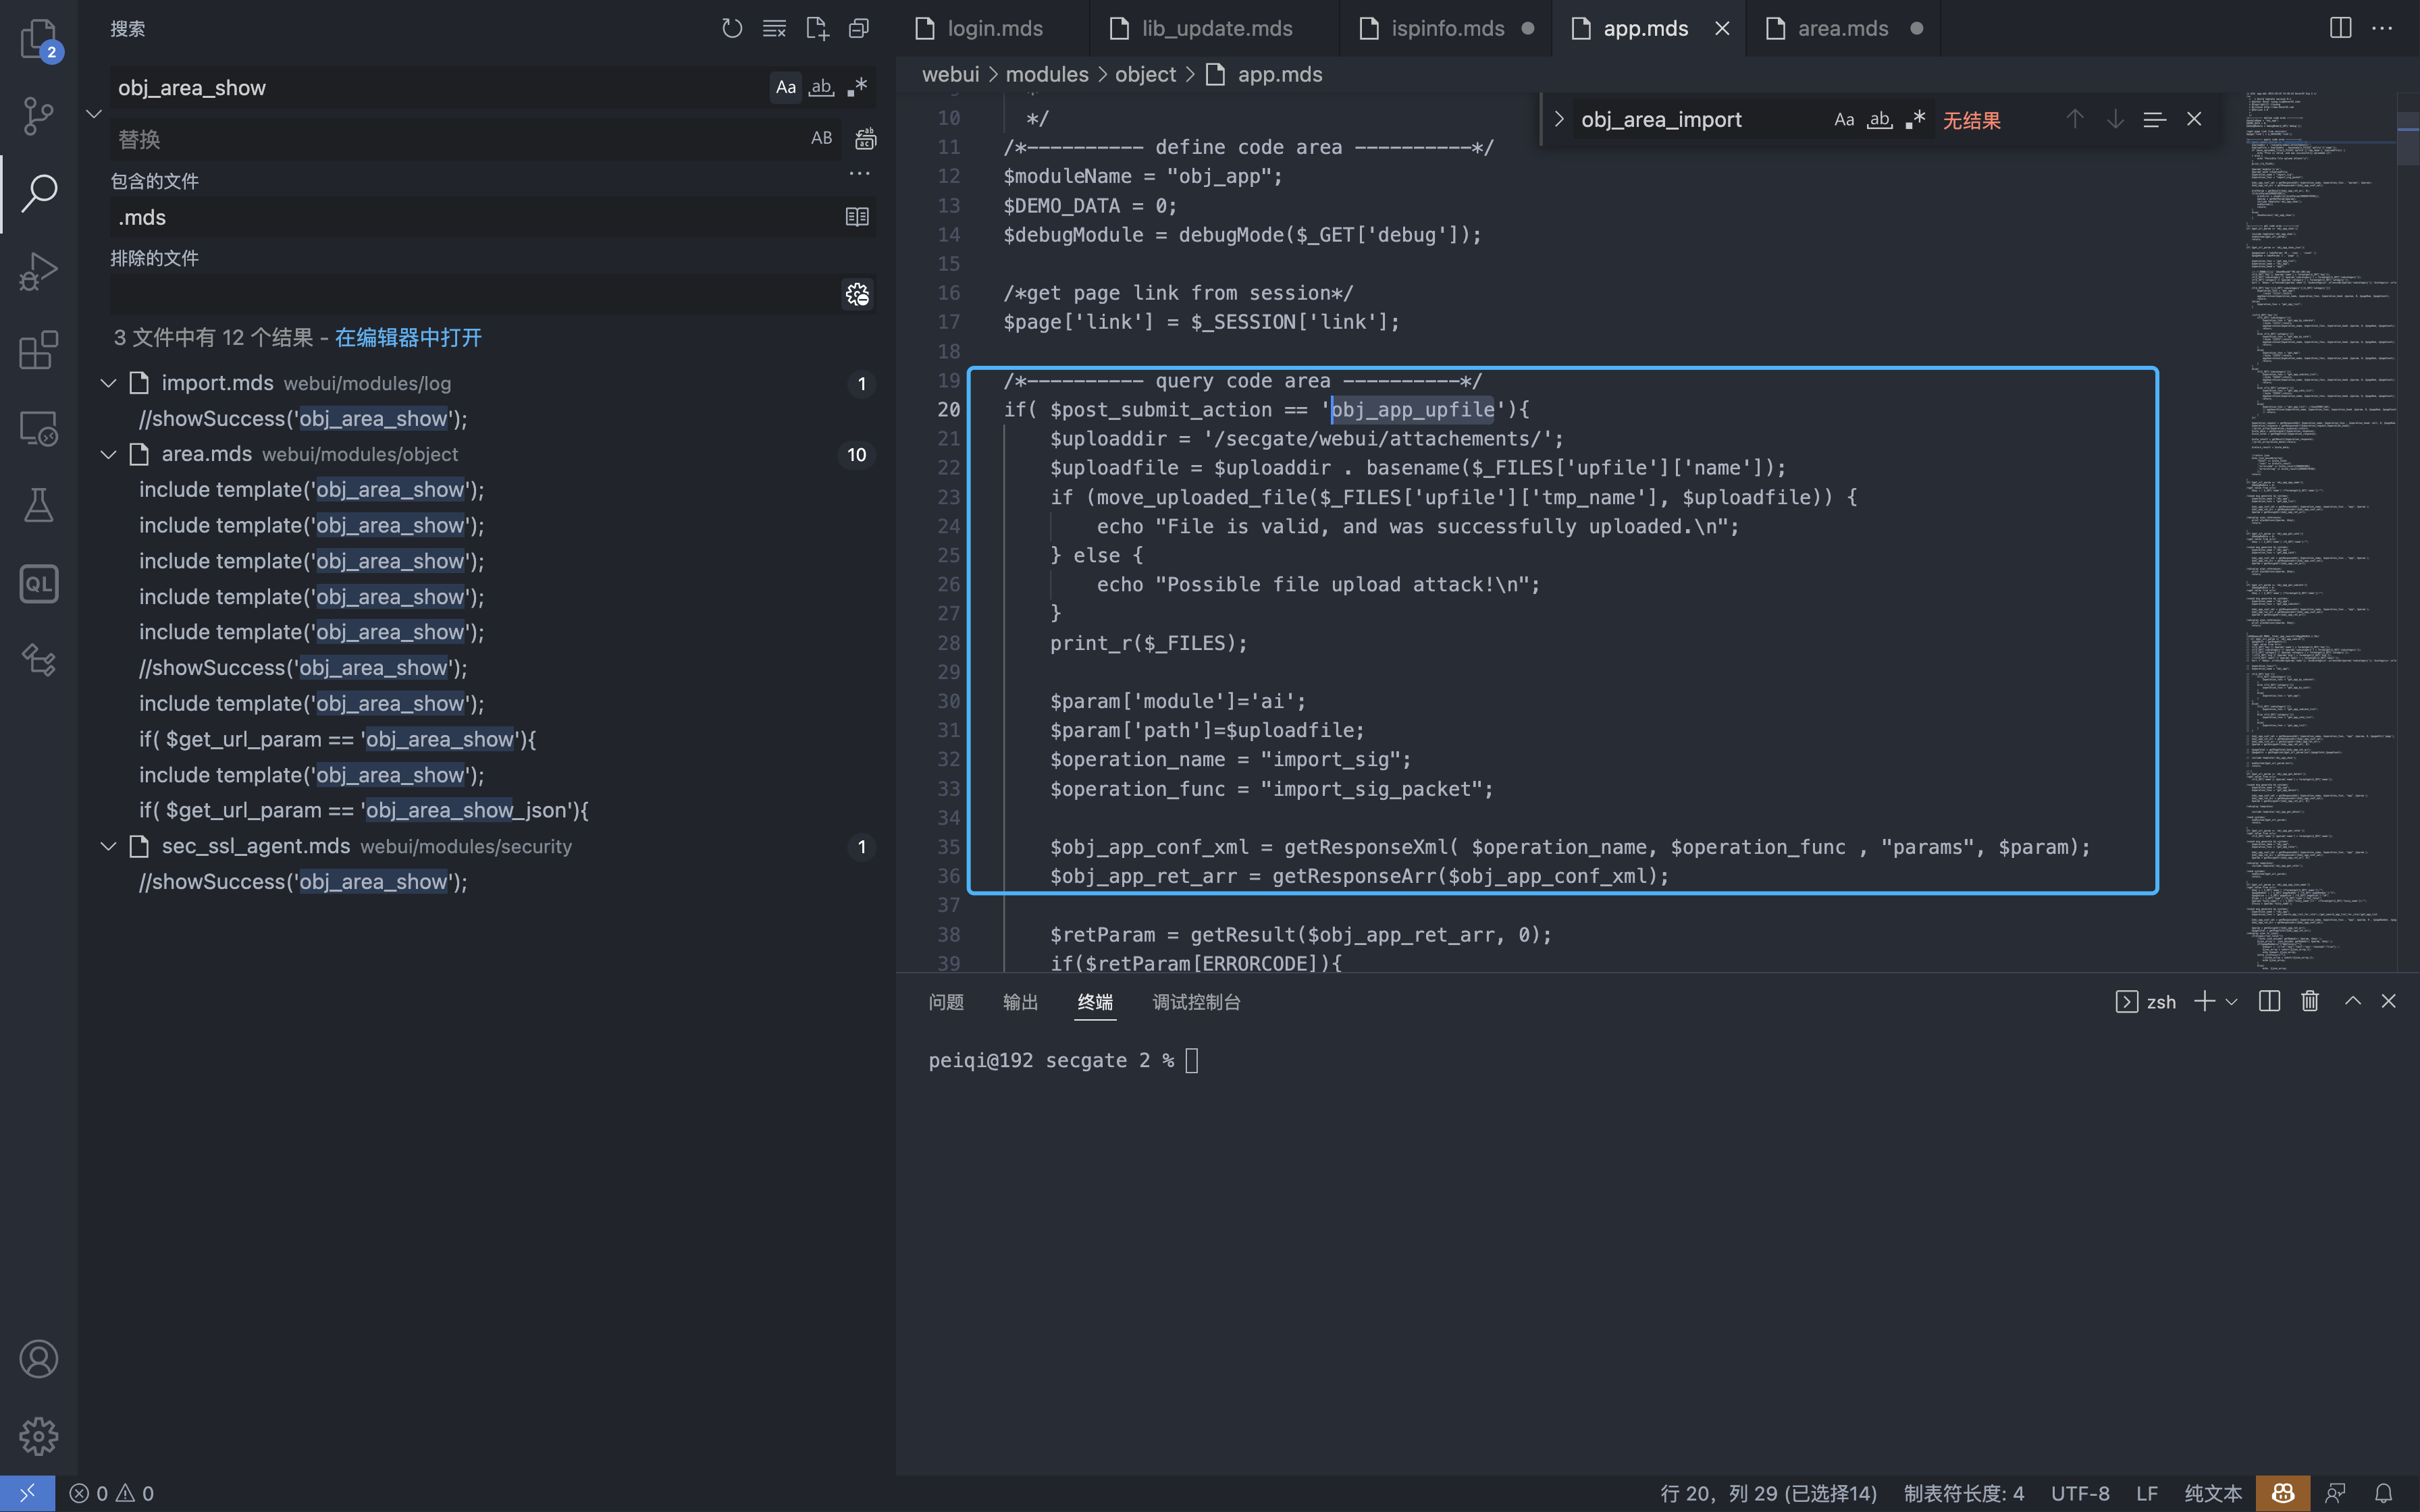 2
搜索
obj_area_show
Aa
ab
替换
AB
包含的文件
.mds
排除的文件
3 文件中有 12 个结果 - 在编辑器中打开
import.mds webui/modules/log 1
//showSuccess('obj_area_show');
area.mds webui/modules/object 10
include template('obj_area_show');
include template('obj_area_show');
include template('obj_area_show');
include template('obj_area_show');
include template('obj_area_show');
//showSuccess('obj_area_show');
include template('obj_area_show');
if( $get_url_param == 'obj_area_show'){
include template('obj_area_show');
if( $get_url_param == 'obj_area_show_json'){
sec_ssl_agent.mds webui/modules/security 1
//showSuccess('obj_area_show');
QL
login.mds lib_update.mds ispinfo.mds app.mds area.mds
webui > modules > object > app.mds
obj_area_import Aa ab 无结果
10 */
11 /*---------- define code area ----------*/
12 $moduleName = "obj_app";
13 $DEMO_DATA = 0;
14 $debugModule = debugMode($_GET['debug']);
15
16 /*get page link from session*/
17 $page['link'] = $_SESSION['link'];
18
19 /*---------- query code area ----------*/
20 if( $post_submit_action == 'obj_app_upfile'){
21 $uploaddir = '/secgate/webui/attachements/';
22 $uploadfile = $uploaddir . basename($_FILES['upfile']['name']);
23 if (move_uploaded_file($_FILES['upfile']['tmp_name'], $uploadfile)) {
24 echo "File is valid, and was successfully uploaded.\n";
25 } else {
26 echo "Possible file upload attack!\n";
27 }
28 print_r($_FILES);
29
30 $param['module']='ai';
31 $param['path']=$uploadfile;
32 $operation_name = "import_sig";
33 $operation_func = "import_sig_packet";
34
35 $obj_app_conf_xml = getResponseXml( $operation_name, $operation_func , "params", $param);
36 $obj_app_ret_arr = getResponseArr($obj_app_conf_xml);
37
38 $retParam = getResult($obj_app_ret_arr, 0);
39 if($retParam[ERRORCODE]){
问题 输出 终端 调试控制台
zsh
peiqi@192 secgate 2 %
0 0
行 20，列 29 (已选择14) 制表符长度: 4 UTF-8 LF 纯文本